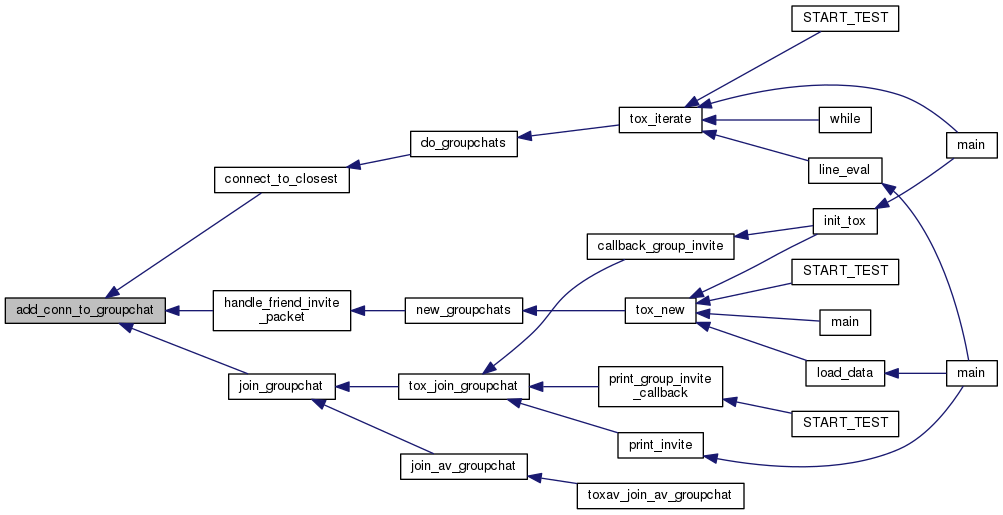 START_TEST
tox_iterate
while
main
do_groupchats
line_eval
connect_to_closest
init_tox
callback_group_invite
START_TEST
add_conn_to_groupchat
handle_friend_invite
_packet
new_groupchats
tox_new
main
join_groupchat
tox_join_groupchat
print_group_invite
_callback
load_data
main
START_TEST
print_invite
join_av_groupchat
toxav_join_av_groupchat